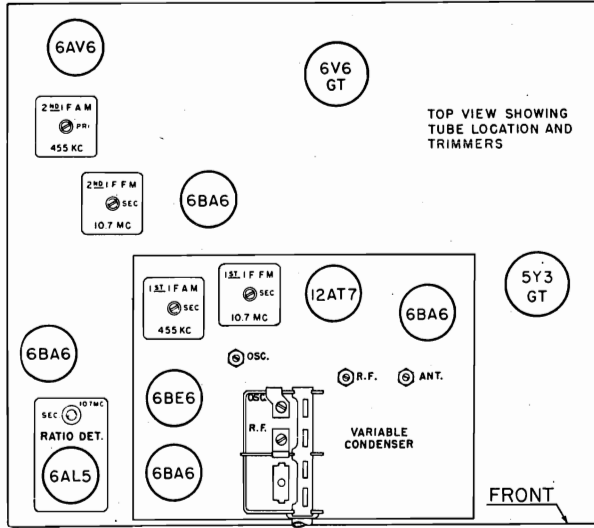 6AV6
6V6
GT
TOP VIEW SHOWING
TUBE LOCATION AND
TRIMMERS
2ND I F A M
PRI
455 KC
2ND I F F M
SEC
10.7 MC
6BA6
1ST I F A M
SEC
455 KC
1ST I F F M
SEC
10.7 MC
12AT7
6BA6
5Y3
GT
6BA6
OSC.
R.F.
ANT.
6BE6
OSC.
R.F.
VARIABLE
CONDENSER
SEC
10.7MC
RATIO DET.
6AL5
6BA6
FRONT